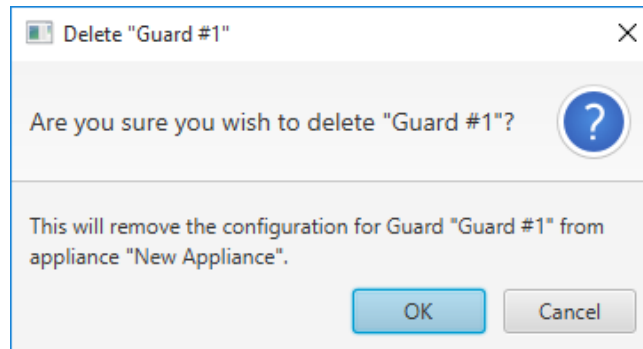 Delete "Guard #1"
Are you sure you wish to delete "Guard #1"?
?
This will remove the configuration for Guard "Guard #1" from
appliance "New Appliance".
OK
Cancel